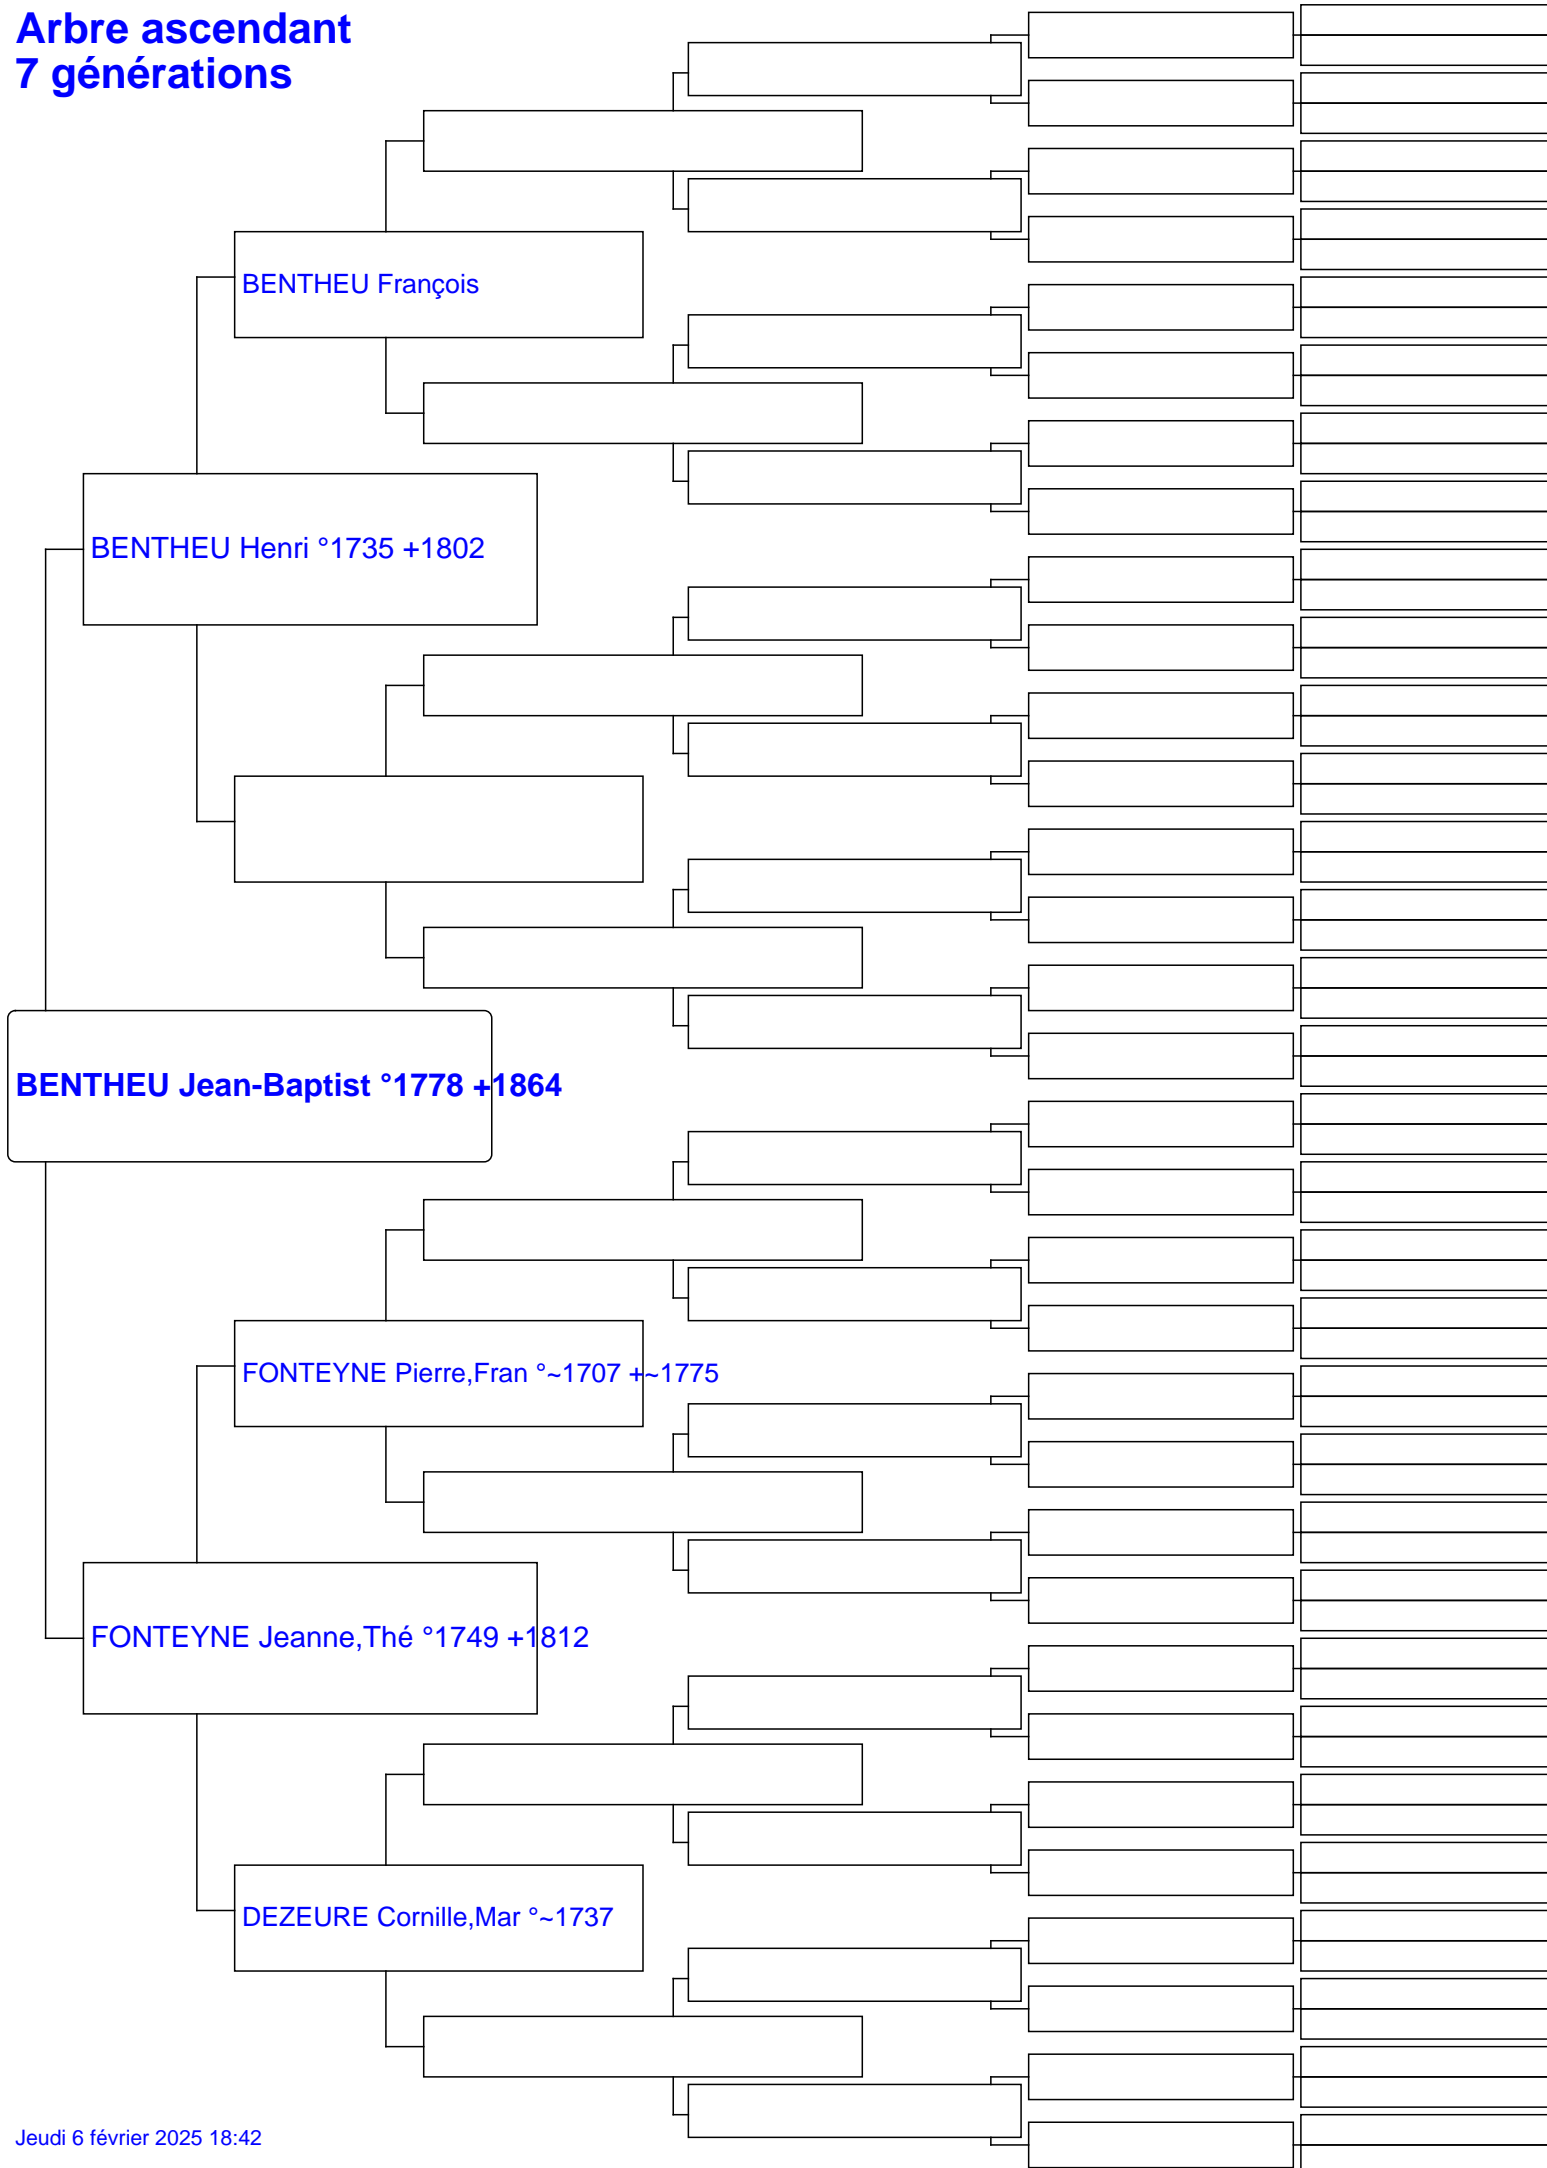 Arbre ascendant
7 générations
BENTHEU François
BENTHEU Henri °1735 +1802
BENTHEU Jean-Baptist °1778 +1864
FONTEYNE Pierre,Fran °~1707 +~1775
FONTEYNE Jeanne,Thé °1749 +1812
DEZEURE Cornille,Mar °~1737
Jeudi 6 février 2025 18:42